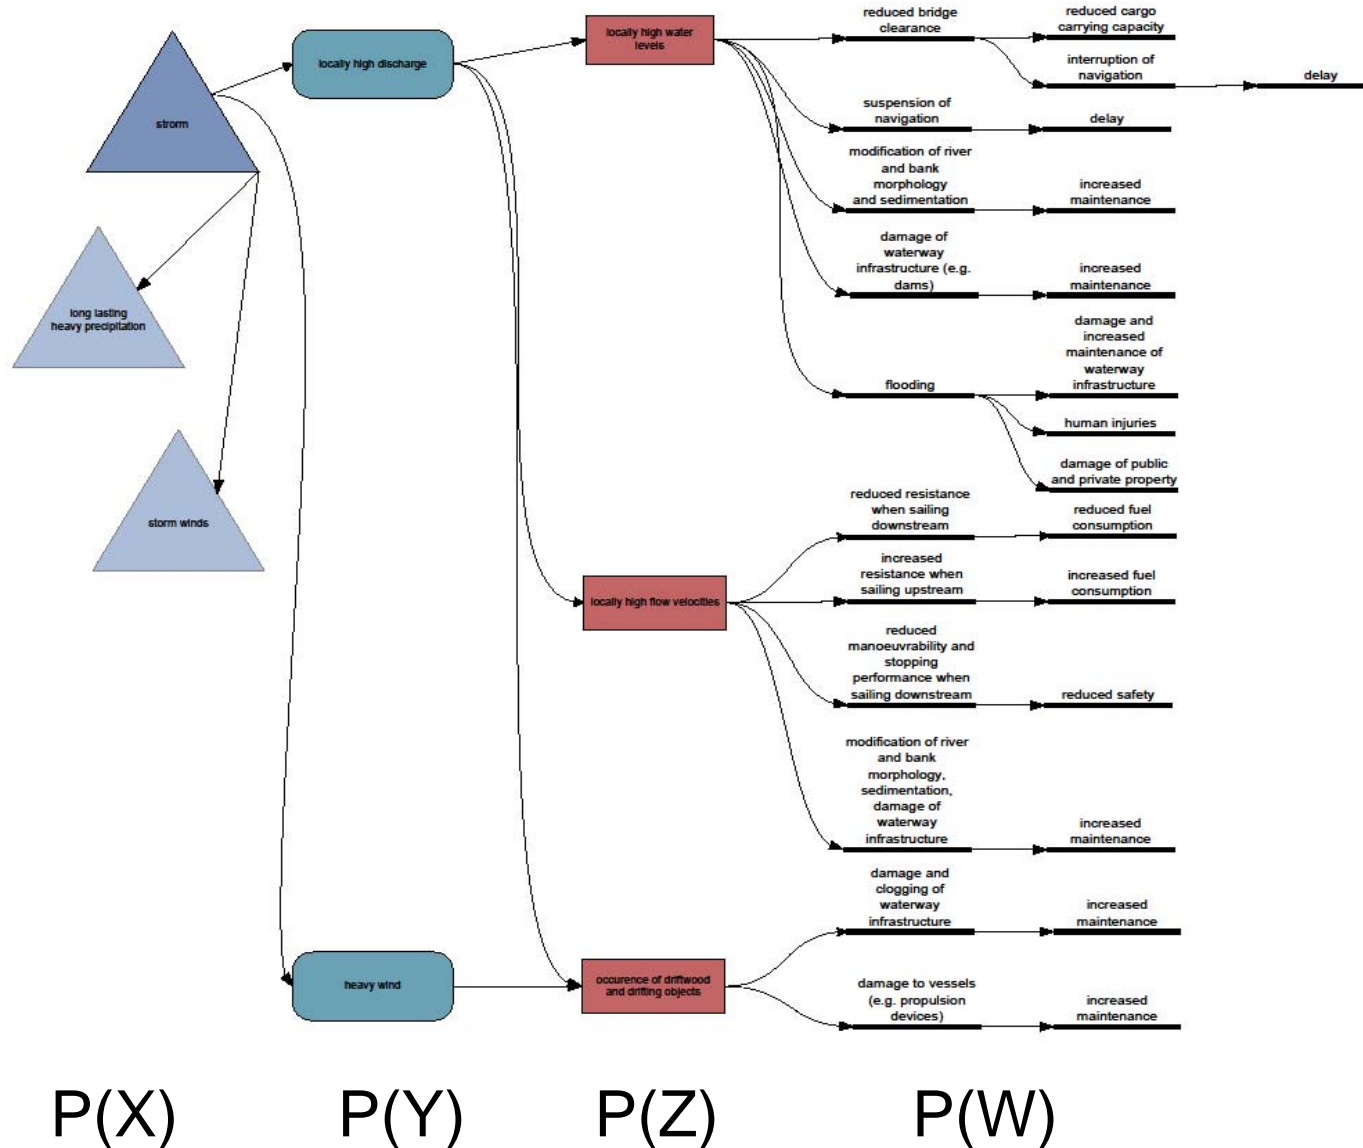 strorm
long lasting
heavy precipitation
storm winds
locally high discharge
heavy wind
locally high water
levels
locally high flow velocities
occurence of driftwood
and drifting objects
reduced bridge
clearance
reduced cargo
carrying capacity
interruption of
navigation
delay
suspension of
navigation
delay
modification of river
and bank
morphology
and sedimentation
increased
maintenance
damage of
waterway
infrastructure (e.g.
dams)
increased
maintenance
flooding
damage and
increased
maintenance of
waterway
infrastructure
human injuries
damage of public
and private property
reduced resistance
when sailing
downstream
reduced fuel
consumption
increased
resistance when
sailing upstream
increased fuel
consumption
reduced
manoeuvrability and
stopping
performance when
sailing downstream
reduced safety
modification of river
and bank
morphology,
sedimentation,
damage of
waterway
infrastructure
increased
maintenance
damage and
clogging of
waterway
infrastructure
increased
maintenance
damage to vessels
(e.g. propulsion
devices)
increased
maintenance
P(X) P(Y) P(Z) P(W)